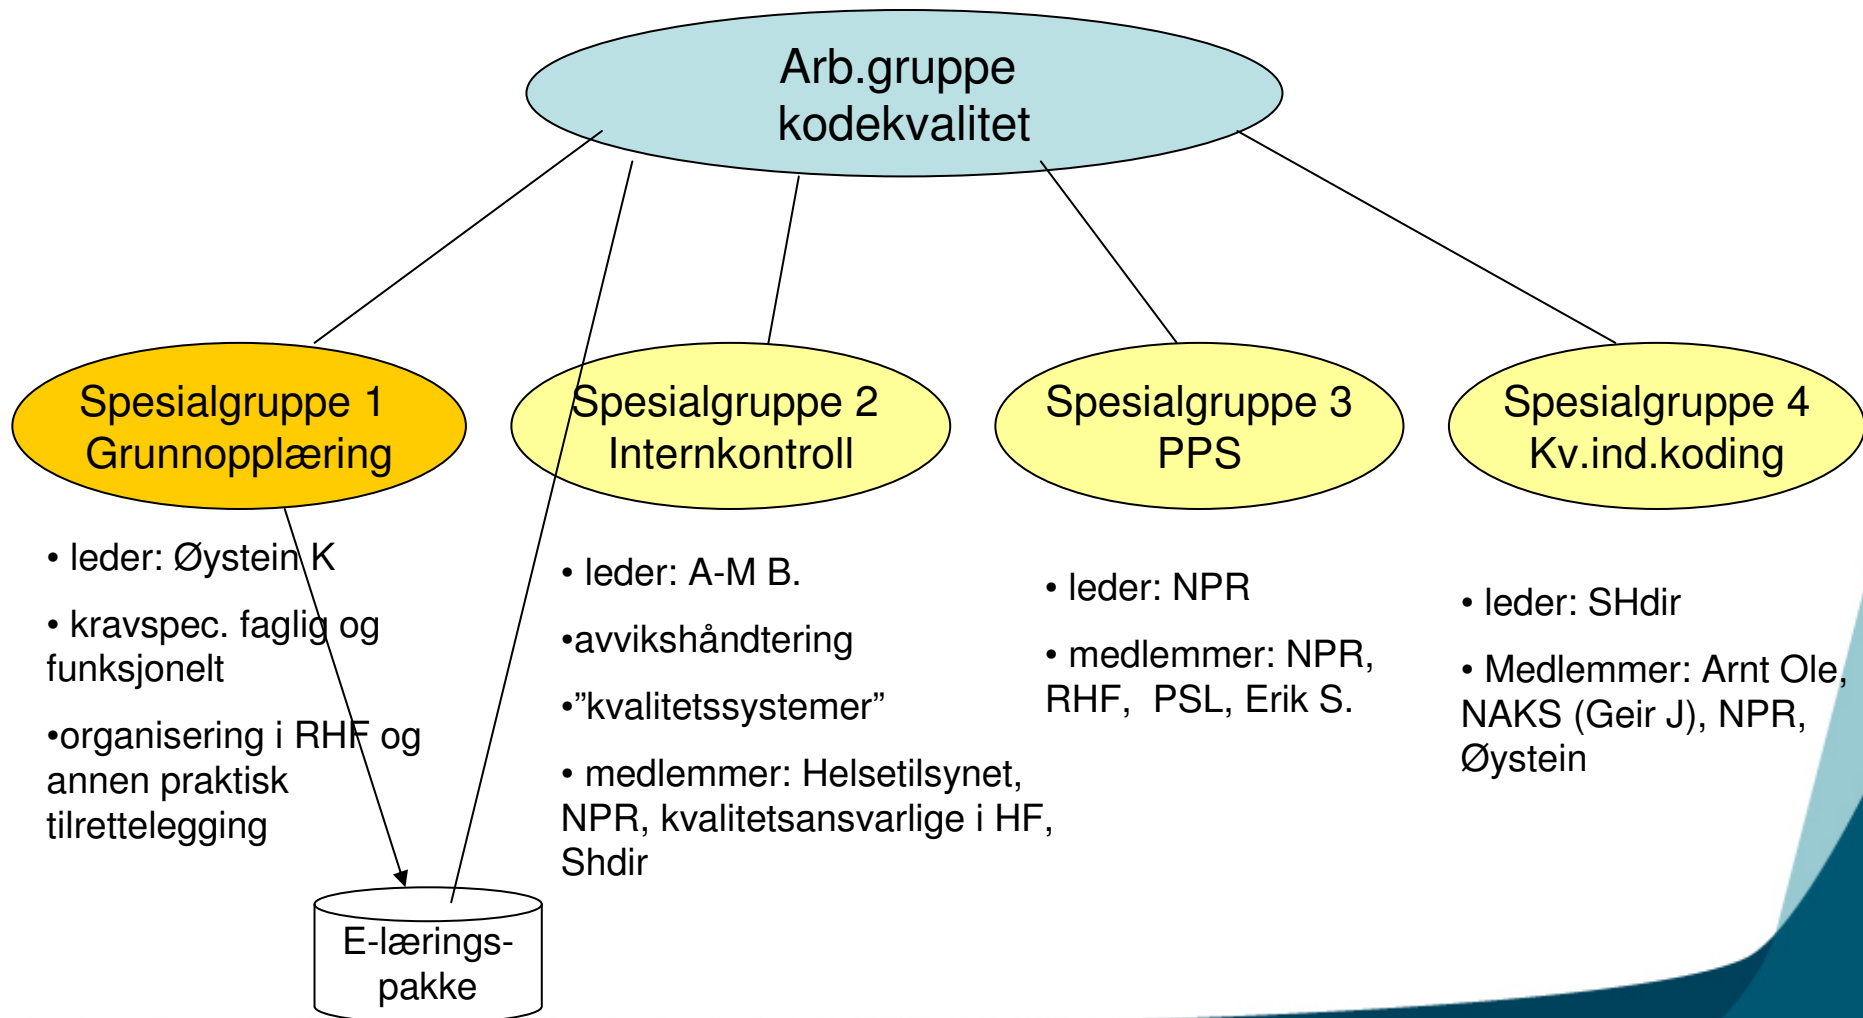 Arb.gruppe
kodekvalitet
Spesialgruppe 1
Grunnopplæring
• leder: Øystein K
• kravspec. faglig og
funksjonelt
•organisering i RHF og
annen praktisk
tilrettelegging
E-lærings-
pakke
Spesialgruppe 2
Internkontroll
• leder: A-M B.
•avvikshåndtering
•”kvalitetssystemer”
• medlemmer: Helsetilsynet,
NPR, kvalitetsansvarlige i HF,
Shdir
Spesialgruppe 3
PPS
• leder: NPR
• medlemmer: NPR,
RHF, PSL, Erik S.
Spesialgruppe 4
Kv.ind.koding
• leder: SHdir
• Medlemmer: Arnt Ole,
NAKS (Geir J), NPR,
Øystein